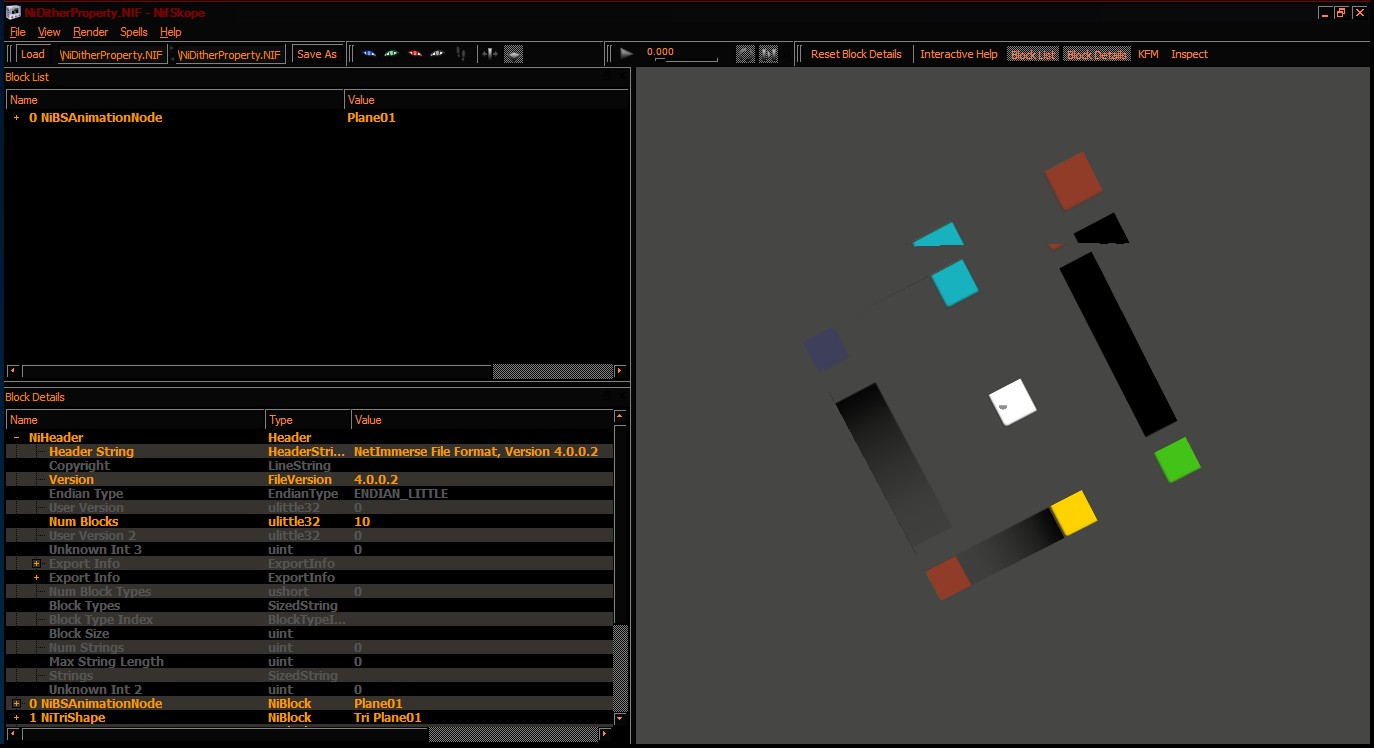 NiDitherProperty.NIF - NifSkope
File View Render Spells Help
Load \NiDitherProperty.NIF \NiDitherProperty.NIF Save As 0.000 Reset Block Details Interactive Help Block List Block Details KFM Inspect
Block List
Name Value
+ 0 NiBSAnimationNode Plane01
Block Details
Name Type Value
- NiHeader Header
Header String HeaderStri... NetImmerse File Format, Version 4.0.0.2
Copyright LineString
Version FileVersion 4.0.0.2
Endian Type EndianType ENDIAN_LITTLE
User Version ulittle32 0
Num Blocks ulittle32 10
User Version 2 ulittle32 0
Unknown Int 3 uint 0
+ Export Info ExportInfo
+ Export Info ExportInfo
Num Block Types ushort 0
Block Types SizedString
Block Type Index BlockTypeI...
Block Size uint
Num Strings uint 0
Max String Length uint 0
Strings SizedString
Unknown Int 2 uint 0
+ 0 NiBSAnimationNode NiBlock Plane01
+ 1 NiTriShape NiBlock Tri Plane01